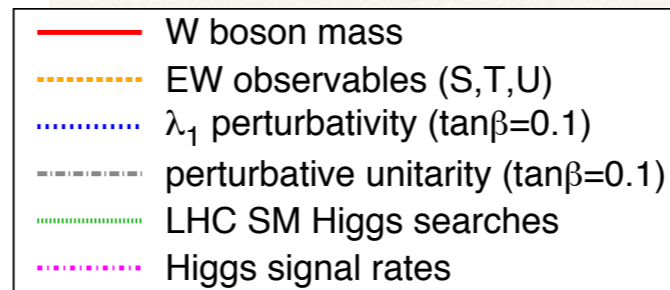 W boson mass
EW observables (S,T,U)
λ₁ perturbativity (tanβ=0.1)
perturbative unitarity (tanβ=0.1)
LHC SM Higgs searches
Higgs signal rates